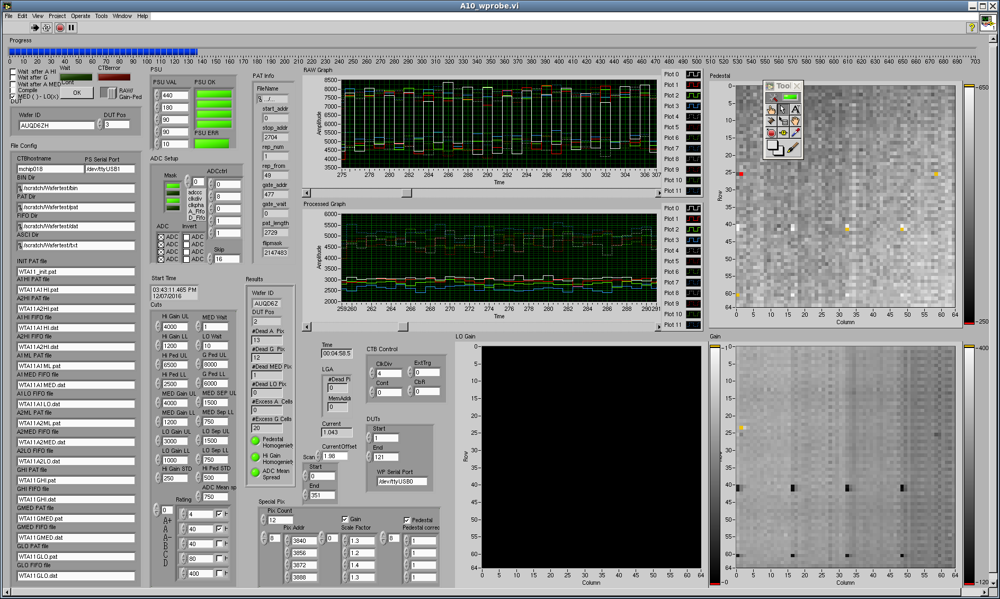 A10_wprobe.vi
File Edit View Project Operate Tools Window Help
Progress
0 10 20 30 40 50 60 70 80 90 100 110 120 130 140 150 160 170 180 190 200 210 220 230 240 250 260 270 280 290 300 310 320 330 340 350 360 370 380 390 400 410 420 430 440 450 460 470 480 490 500 510 520 530 540 550 560 570 580 590 600 610 620 630 640 650 660 670 680 703
Wait after A HI
Wait after G
Wait after A MED
Compile
MED ( ) - LO(x)
Wait
CTBerror
Cont
OK
RAW/
Gain-Ped
DUT
Wafer ID
AUQD6ZH
DUT Pos
3
File Config
CTBhostname
PS Serial Port
mchip018
/dev/ttyUSB1
BIN Dir
/scratch/Wafertest/bin
PAT Dir
/scratch/Wafertest/pat
FIFO Dir
/scratch/Wafertest/dat
ASCI Dir
/scratch/Wafertest/txt
INIT PAT file
WTA11_init.pat
A1HI PAT file
WTA11A1HI.pat
A2HI PAT file
WTA11A2HI.pat
A1HI FIFO file
WTA11A1HI.dat
A2HI FIFO file
WTA11A2HI.dat
A1ML PAT file
WTA11A1ML.pat
A1MED FIFO file
WTA11A1MED.dat
A1LO FIFO file
WTA11A1LO.dat
A2ML PAT file
WTA11A2ML.pat
A2MED FIFO file
WTA11A2MED.dat
A2LO FIFO file
WTA11A2LO.dat
GHI PAT file
WTA11GHI.pat
GHI FIFO file
WTA11GHI.dat
GMED PAT file
WTA11GMED.pat
GMED FIFO file
WTA11GMED.dat
GLO PAT file
WTA11GLO.pat
GLO FIFO file
WTA11GLO.dat
PSU
PSU VAL
PSU OK
440
180
90
90
10
PSU ERR
ADC Setup
Mask
0
ADCctrl
adccc
clkdiv
clkpha
A_Fifo
D_Fifo
0
8
0
1
1
ADC
Invert
ADC ADC
ADC ADC
ADC ADC
ADC ADC
Skip
16
Start Time
03:43:11.465 PM
12/07/2016
Cuts
Hi Gain UL
4000
MED Wait
1
Hi Gain LL
1200
LO Wait
10
Hi Ped UL
6500
G Ped UL
8000
Hi Ped LL
2500
G Ped LL
6000
MED Gain UL
4000
MED SEP UL
1500
MED Gain LL
1200
MED Sep LL
750
LO Gain UL
3000
LO Sep UL
1500
LO Gain LL
1000
LO Sep LL
750
Hi Gain STD
250
Hi Ped STD
500
ADC Mean sp
750
Rating
0
A+
A
A-
B
C
D
4
40
40
80
400
PAT Info
FileName
../...
start_addr
0
stop_addr
2704
rep_num
1
rep_from
49
gate_addr
477
gate_wait
0
pat_length
2729
flipmask
2147483
Results
Wafer ID
AUQD6Z
DUT Pos
2
#Dead A Pix
13
#Dead G Pix
12
#Dead MED Pix
1
#Dead LO Pix
0
#Excess A Cells
0
#Excess G Cells
20
Pedestal
Homogeniety
Hi Gain
Homogeniety
ADC Mean
Spread
RAW Graph
Amplitude
8500
8000
7500
7000
6500
6000
5500
5000
4500
4000
3500
275 278 280 282 284 286 288 290 292 294 296 298 300 302 304 306 307
Time
Plot 0
Plot 1
Plot 2
Plot 3
Plot 4
Plot 5
Plot 6
Plot 7
Plot 8
Plot 9
Plot 10
Plot 11
Processed Graph
Amplitude
6000
5500
5000
4500
4000
3500
3000
2500
2000
259 260 262 264 266 268 270 272 274 276 278 280 282 284 286 288 290 291
Time
Plot 0
Plot 1
Plot 2
Plot 3
Plot 4
Plot 5
Plot 6
Plot 7
Plot 8
Plot 9
Plot 10
Plot 11
Time
00:04:58.5
LGA
#Dead Pi
0
MemAddr
0
Current
1.043
CurrentOffset
1.98
Scan
Start
0
End
351
CTB Control
ClkDiv
4
ExtTrg
0
Cont
0
CbR
0
DUTs
Start
1
End
121
WP Serial Port
/dev/ttyUSB0
Special Pix
Pix Count
12
Gain
Pedestal
Pix Addr
Scale Factor
Pedestal correc
8
3840
3856
3872
3888
0
1.3
1.2
1.4
1.3
8
1
1
1
1
LO Gain
Row
0
5
10
15
20
25
30
35
40
45
50
55
60
64
0 5 10 15 20 25 30 35 40 45 50 55 60 64
Column
-1
-0
Pedestal
Row
0
5
10
15
20
25
30
35
40
45
50
55
60
64
0 5 10 15 20 25 30 35 40 45 50 55 60 64
Column
-650
-250
Tool
Gain
0
5
10
15
20
25
30
35
40
45
50
55
60
64
0 5 10 15 20 25 30 35 40 45 50 55 60 64
Column
-400
-120